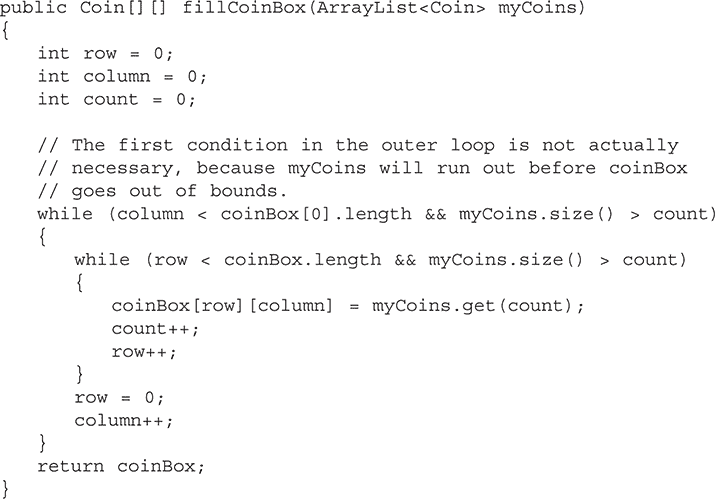 public Coin[][] fillCoinBox(ArrayList<Coin> myCoins)
{
    int row = 0;
    int column = 0;
    int count = 0;

    // The first condition in the outer loop is not actually
    // necessary, because myCoins will run out before coinBox
    // goes out of bounds.
    while (column < coinBox[0].length && myCoins.size() > count)
    {
        while (row < coinBox.length && myCoins.size() > count)
        {
            coinBox[row][column] = myCoins.get(count);
            count++;
            row++;
        }
        row = 0;
        column++;
    }
    return coinBox;
}